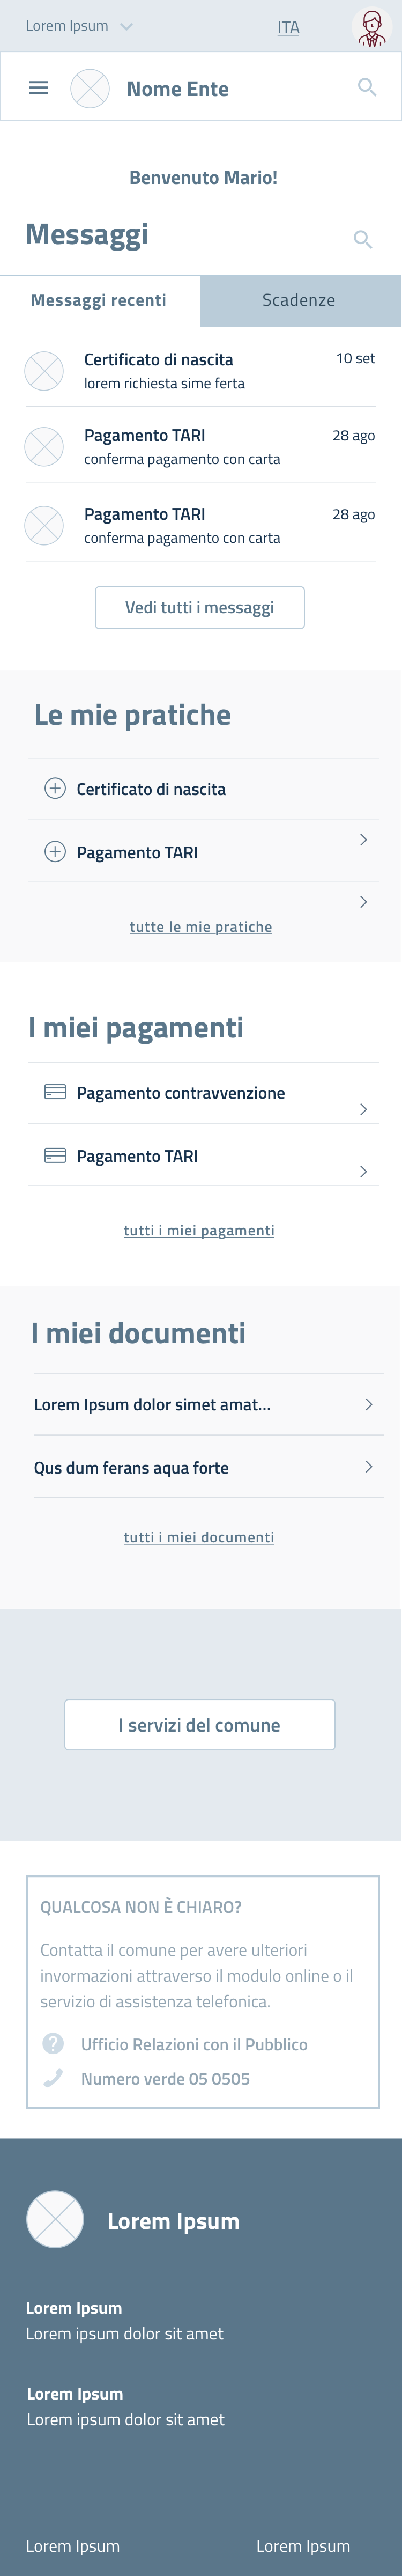 Lorem Ipsum
ITA
Nome Ente
Benvenuto Mario!
Messaggi
Messaggi recenti
Scadenze
Certificato di nascita
10 set
lorem richiesta sime ferta
Pagamento TARI
28 ago
conferma pagamento con carta
Pagamento TARI
28 ago
conferma pagamento con carta
Vedi tutti i messaggi
Le mie pratiche
Certificato di nascita
Pagamento TARI
tutte le mie pratiche
I miei pagamenti
Pagamento contravvenzione
Pagamento TARI
tutti i miei pagamenti
I miei documenti
Lorem Ipsum dolor simet amat...
Qus dum ferans aqua forte
tutti i miei documenti
I servizi del comune
QUALCOSA NON È CHIARO?
Contatta il comune per avere ulteriori
invormazioni attraverso il modulo online o il
servizio di assistenza telefonica.
Ufficio Relazioni con il Pubblico
Numero verde 05 0505
Lorem Ipsum
Lorem Ipsum
Lorem ipsum dolor sit amet
Lorem Ipsum
Lorem ipsum dolor sit amet
Lorem Ipsum
Lorem Ipsum